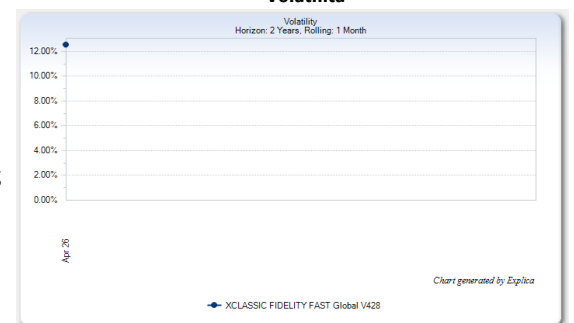 Volatility
Horizon: 2 Years, Rolling: 1 Month
12.00%
10.00%
8.00%
6.00%
4.00%
2.00%
0.00%
Apr 26
Chart generated by Explica
XCLASSIC FIDELITY FAST Global V428